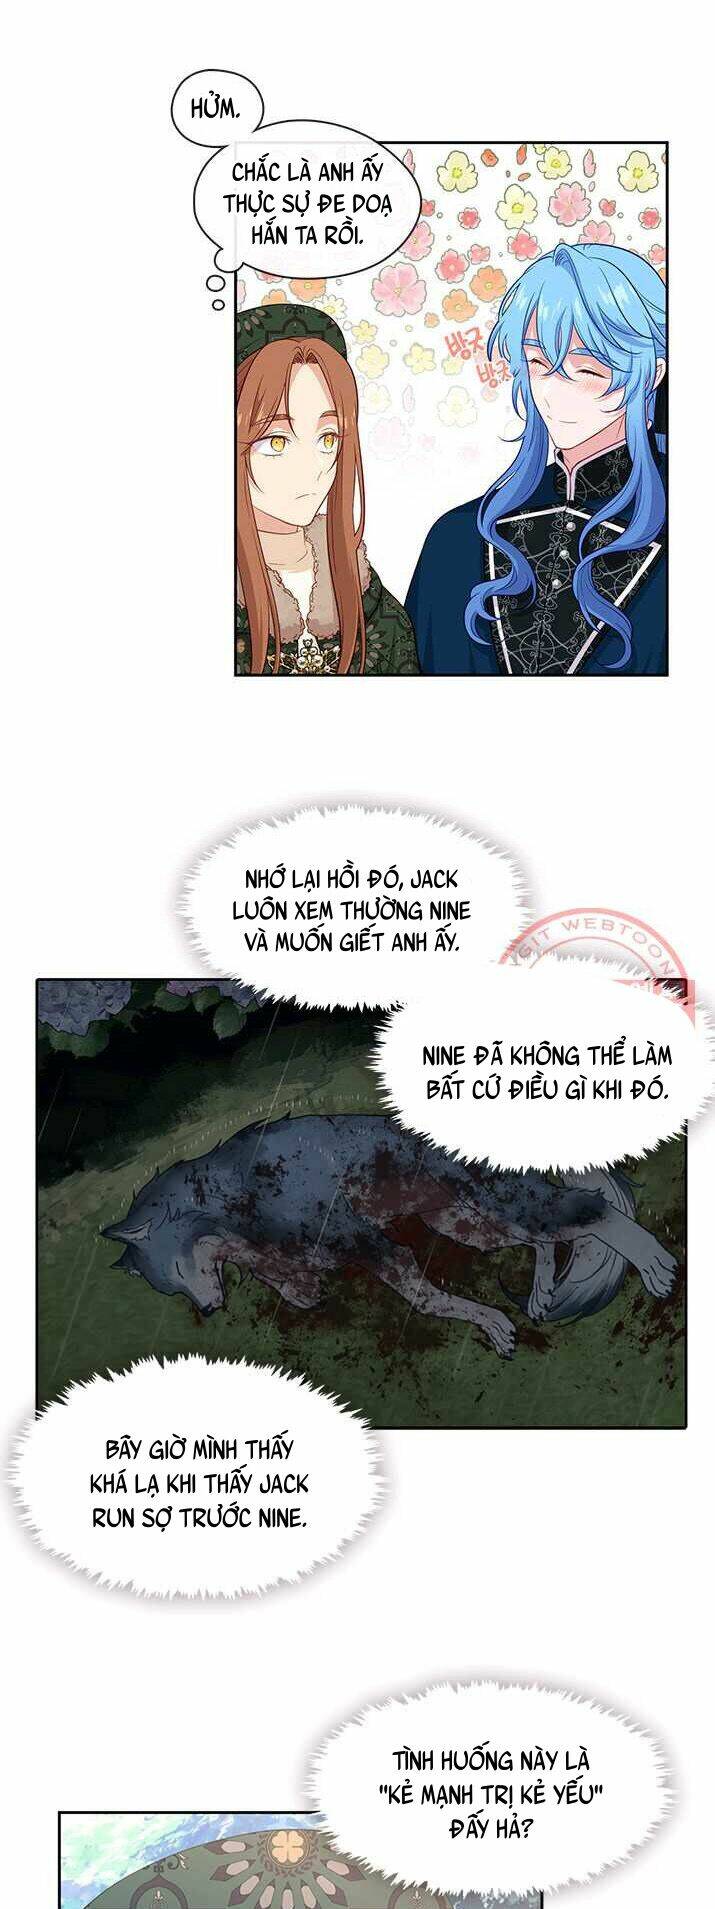 HỬM.
CHẮC LÀ ANH ẤY
THỰC SỰ ĐE DOẠ
HẮN TA RỒI.
방긋
방긋
NHỚ LẠI HỒI ĐÓ, JACK
LUÔN XEM THƯỜNG NINE
VÀ MUỐN GIẾT ANH ẤY.
WEBTOON
NINE ĐÃ KHÔNG THỂ LÀM
BẤT CỨ ĐIỀU GÌ KHI ĐÓ.
BÂY GIỜ MÌNH THẤY
KHÁ LẠ KHI THẤY JACK
RUN SỢ TRƯỚC NINE.
TÌNH HUỐNG NÀY LÀ
"KẺ MẠNH TRỊ KẺ YẾU"
ĐẤY HẢ?